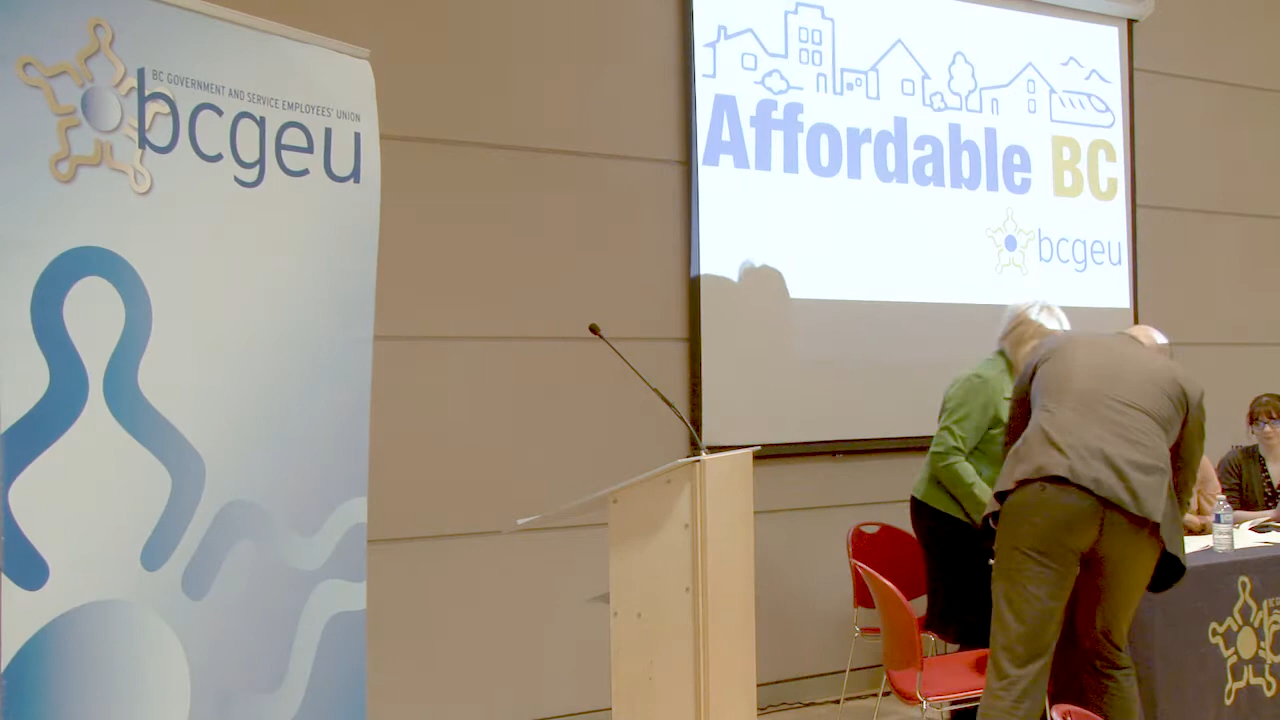 BC GOVERNMENT AND SERVICE EMPLOYEES' UNION
bcgeu
Affordable BC
bcgeu